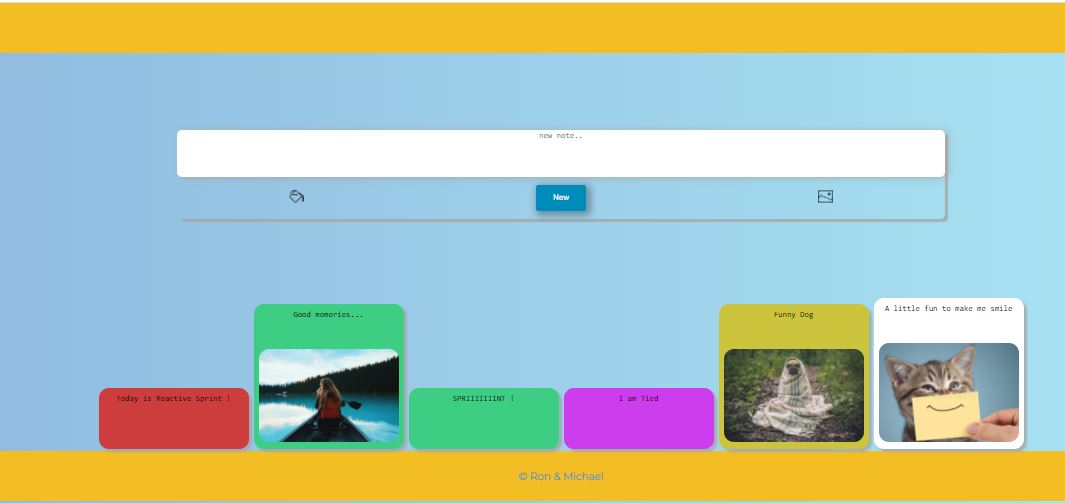 new note..
New
Good memories...
Funny Dog
A little fun to make me smile
Today is Reactive Sprint !
SPRIIIIIIINT !
I am Tied
© Ron & Michael